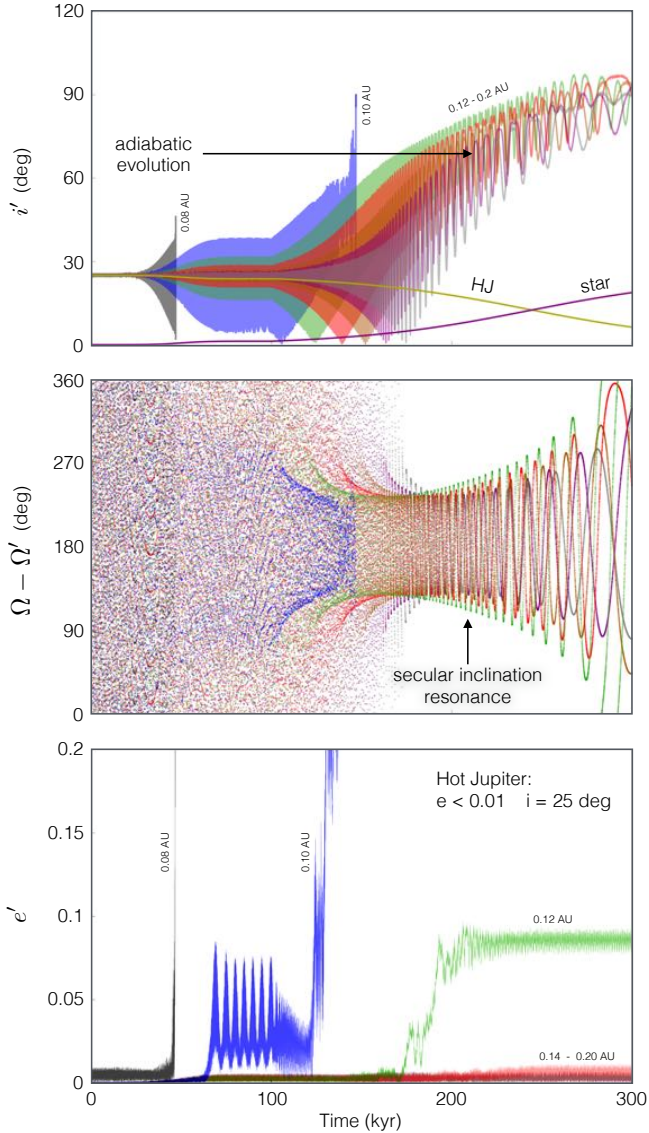 120
90
60
30
0
i′ (deg)
adiabatic
evolution
0.08 AU
0.10 AU
0.12 - 0.2 AU
HJ
star
360
270
180
90
0
Ω − Ω′ (deg)
secular inclination
resonance
0.2
0.15
0.1
0.05
0
e′
0.08 AU
0.10 AU
Hot Jupiter:
e < 0.01 i = 25 deg
0.12 AU
0.14 - 0.20 AU
0 100 200 300
Time (kyr)